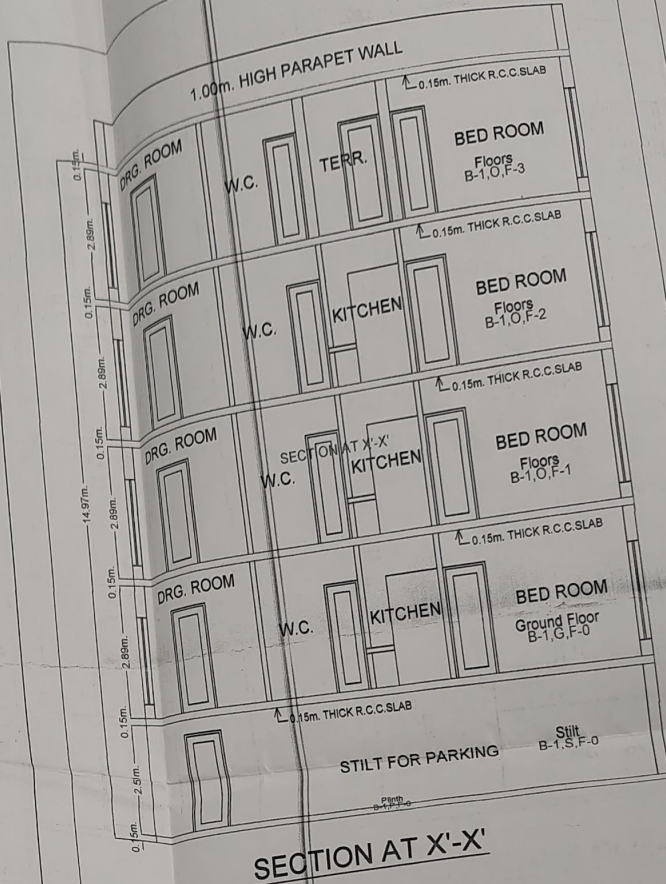 1.00m. HIGH PARAPET WALL
0.15m. THICK R.C.C.SLAB
0.15m.
DRG. ROOM
W.C.
TERR.
BED ROOM
Floors
B-1,O,F-3
2.89m.
0.15m. THICK R.C.C.SLAB
0.15m.
DRG. ROOM
W.C.
KITCHEN
BED ROOM
Floors
B-1,O,F-2
2.89m.
0.15m. THICK R.C.C.SLAB
0.15m.
DRG. ROOM
SECTION AT X'-X'
W.C.
KITCHEN
BED ROOM
Floors
B-1,O,F-1
14.97m.
2.89m.
0.15m. THICK R.C.C.SLAB
0.15m.
DRG. ROOM
W.C.
KITCHEN
BED ROOM
Ground Floor
B-1,G,F-0
2.89m.
0.15m. THICK R.C.C.SLAB
0.15m.
STILT FOR PARKING
Stilt
B-1,S,F-0
2.5m.
Plinth
0.15m.
SECTION AT X'-X'